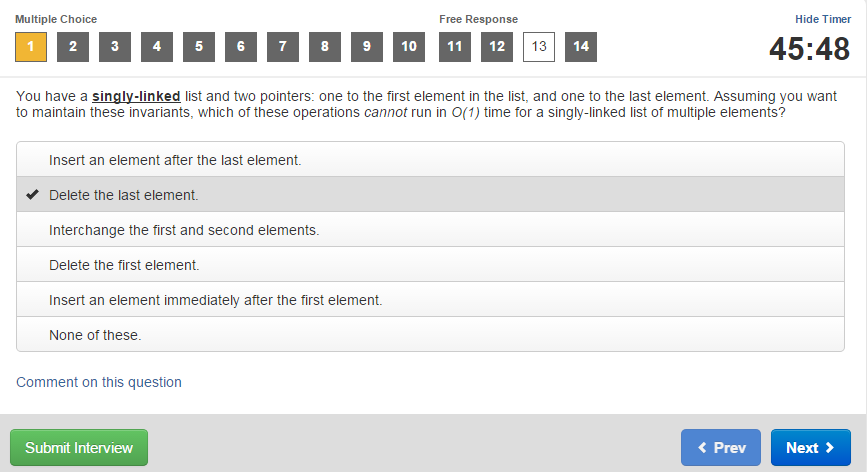 Multiple Choice Free Response Hide Timer
1 2 3 4 5 6 7 8 9 10 11 12 13 14 45:48
You have a singly-linked list and two pointers: one to the first element in the list, and one to the last element. Assuming you want
to maintain these invariants, which of these operations cannot run in O(1) time for a singly-linked list of multiple elements?
Insert an element after the last element.
Delete the last element.
Interchange the first and second elements.
Delete the first element.
Insert an element immediately after the first element.
None of these.
Comment on this question
Submit Interview Prev Next